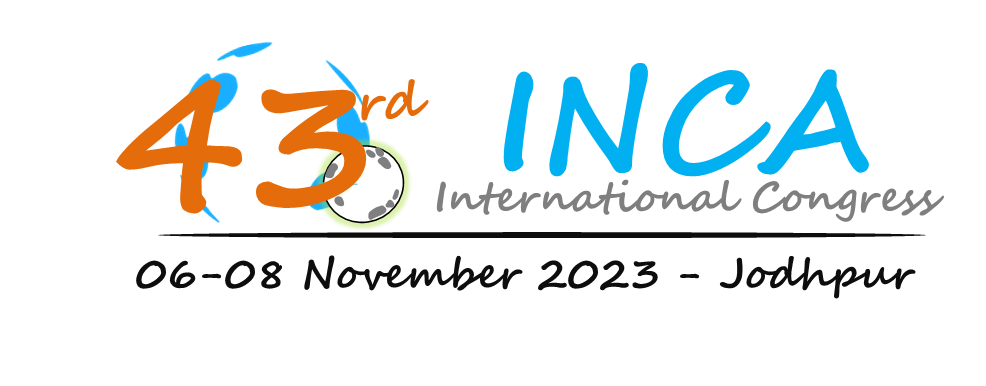 43rd INCA
International Congress
06-08 November 2023 - Jodhpur